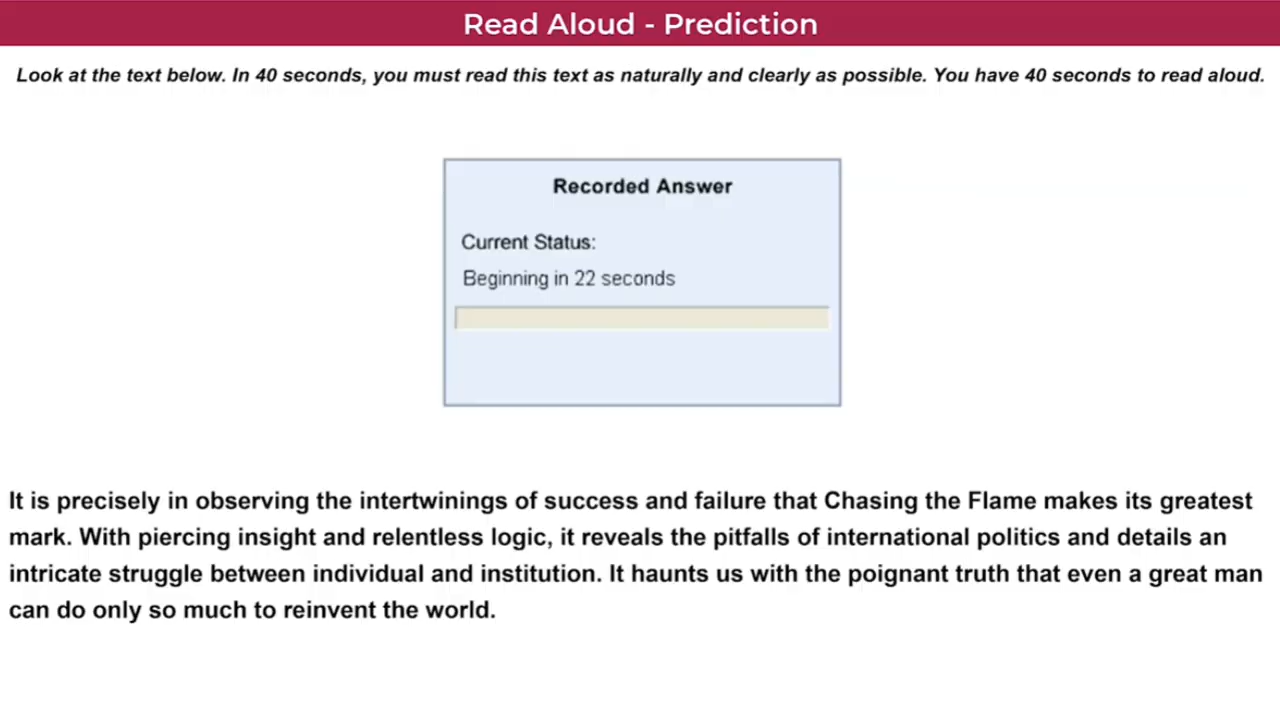 Read Aloud - Prediction
Look at the text below. In 40 seconds, you must read this text as naturally and clearly as possible. You have 40 seconds to read aloud.
Recorded Answer
Current Status:
Beginning in 22 seconds
It is precisely in observing the intertwinings of success and failure that Chasing the Flame makes its greatest
mark. With piercing insight and relentless logic, it reveals the pitfalls of international politics and details an
intricate struggle between individual and institution. It haunts us with the poignant truth that even a great man
can do only so much to reinvent the world.